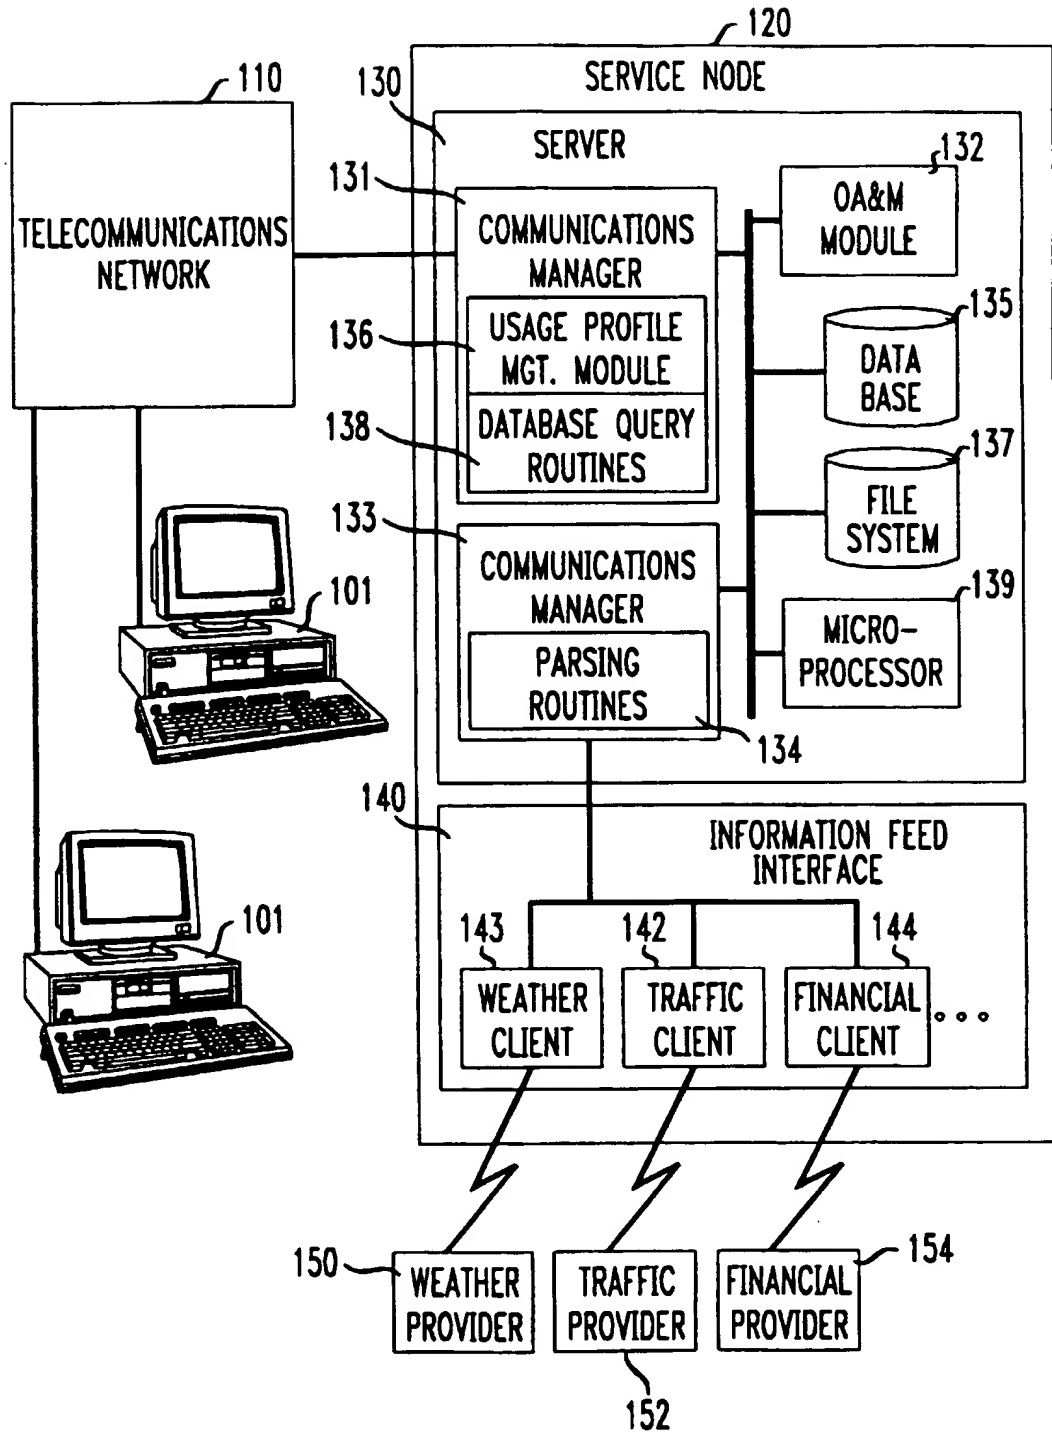 120
SERVICE NODE
110
130
SERVER
132
131
OA&M
MODULE
TELECOMMUNICATIONS
NETWORK
COMMUNICATIONS
MANAGER
135
136
USAGE PROFILE
MGT. MODULE
DATA
BASE
138
DATABASE QUERY
ROUTINES
137
FILE
SYSTEM
133
COMMUNICATIONS
MANAGER
139
101
MICRO-
PROCESSOR
PARSING
ROUTINES
134
140
INFORMATION FEED
INTERFACE
101
143
142
144
WEATHER
CLIENT
TRAFFIC
CLIENT
FINANCIAL
CLIENT
150
WEATHER
PROVIDER
TRAFFIC
PROVIDER
154
FINANCIAL
PROVIDER
152